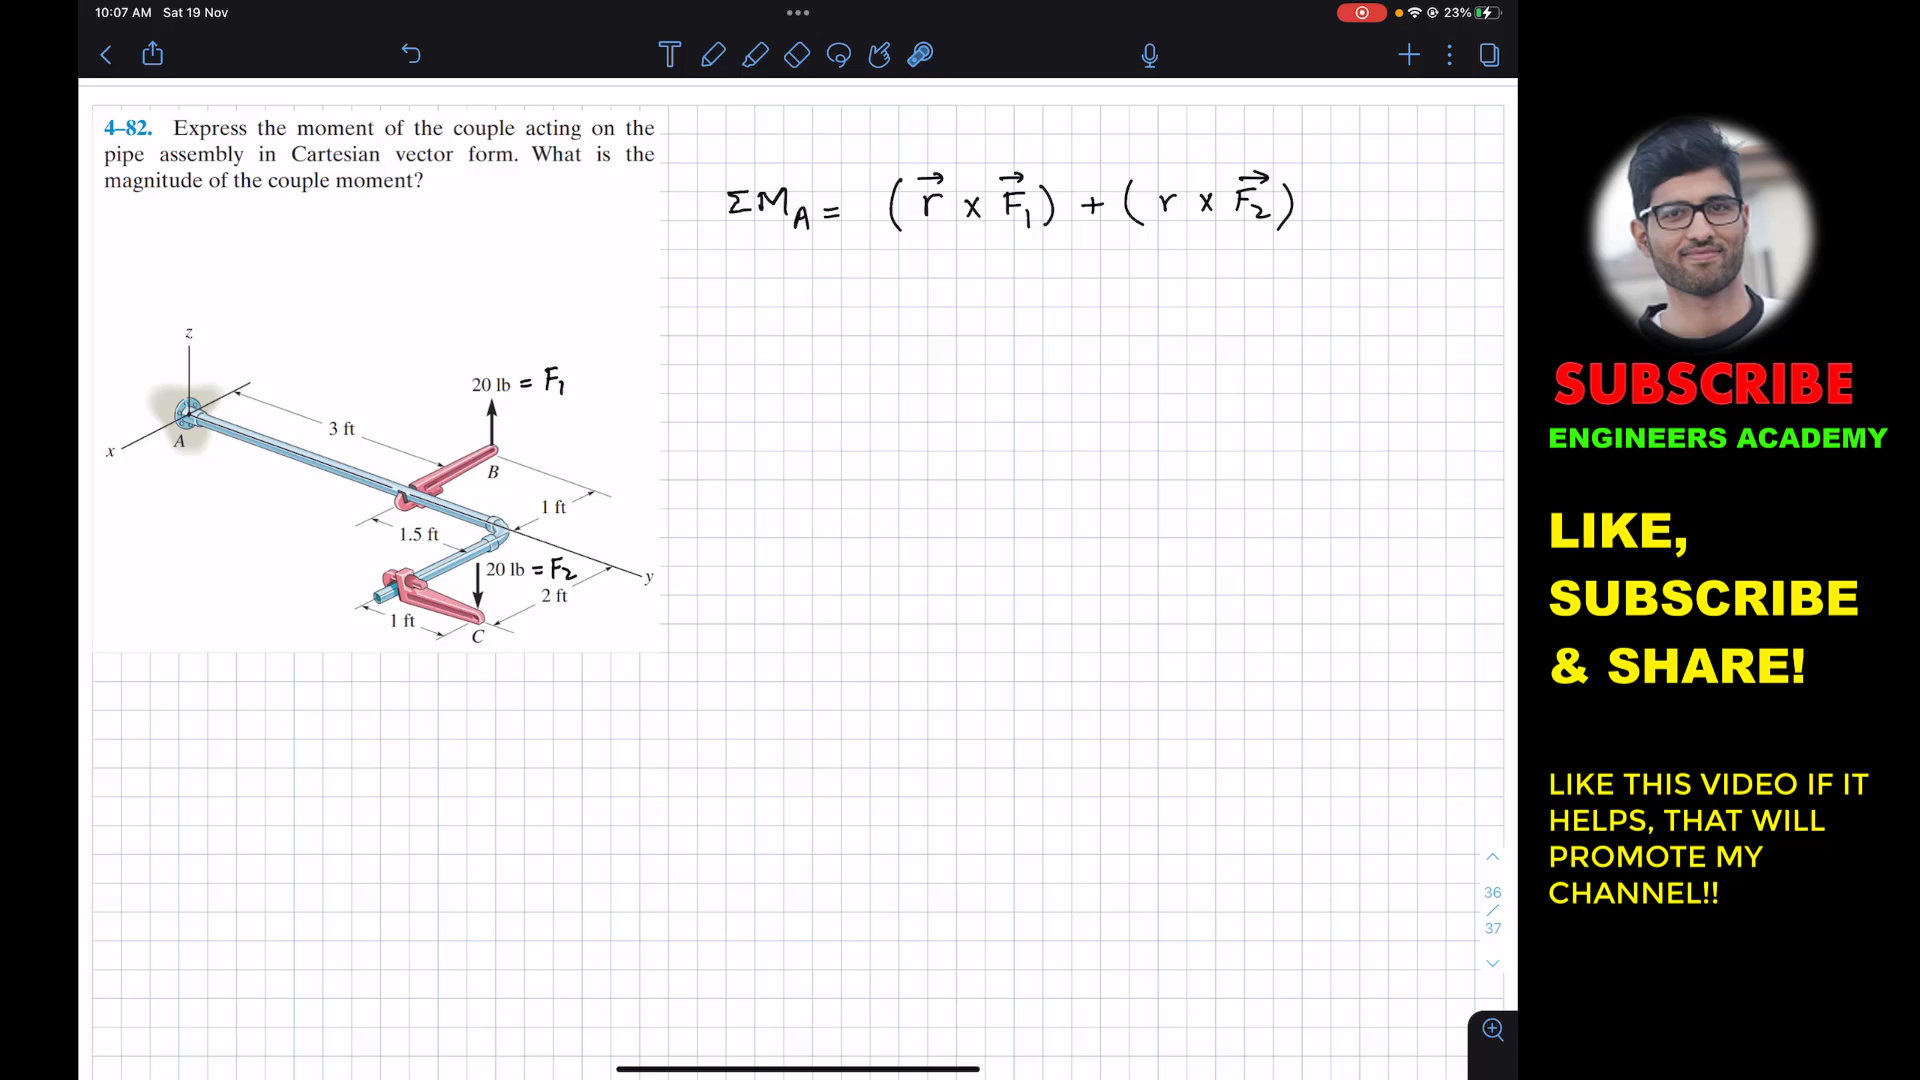 10:07 AM Sat 19 Nov
23%
4–82. Express the moment of the couple acting on the
pipe assembly in Cartesian vector form. What is the
magnitude of the couple moment?
ΣM_A = (r⃗ × F⃗₁) + (r × F⃗₂)
z
20 lb = F₁
3 ft
A
x
B
1 ft
1.5 ft
20 lb = F₂
y
2 ft
1 ft
C
36
/
37
SUBSCRIBE
ENGINEERS ACADEMY
LIKE,
SUBSCRIBE
& SHARE!
LIKE THIS VIDEO IF IT
HELPS, THAT WILL
PROMOTE MY
CHANNEL!!